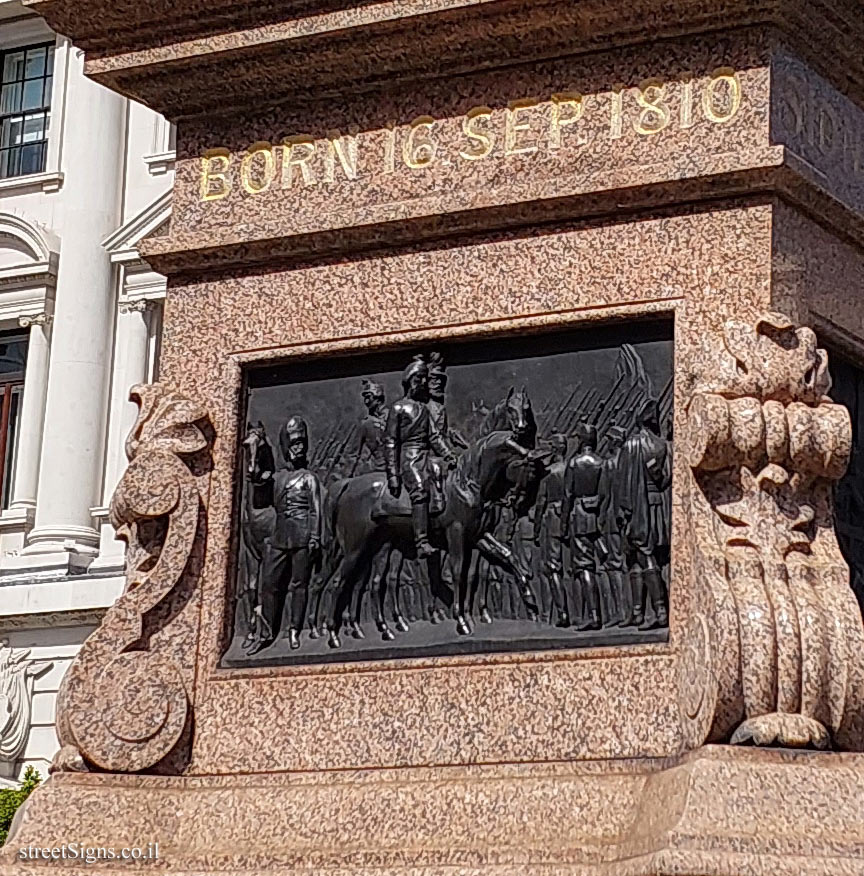 BORN 16. SEP. 1810
streetSigns.co.il